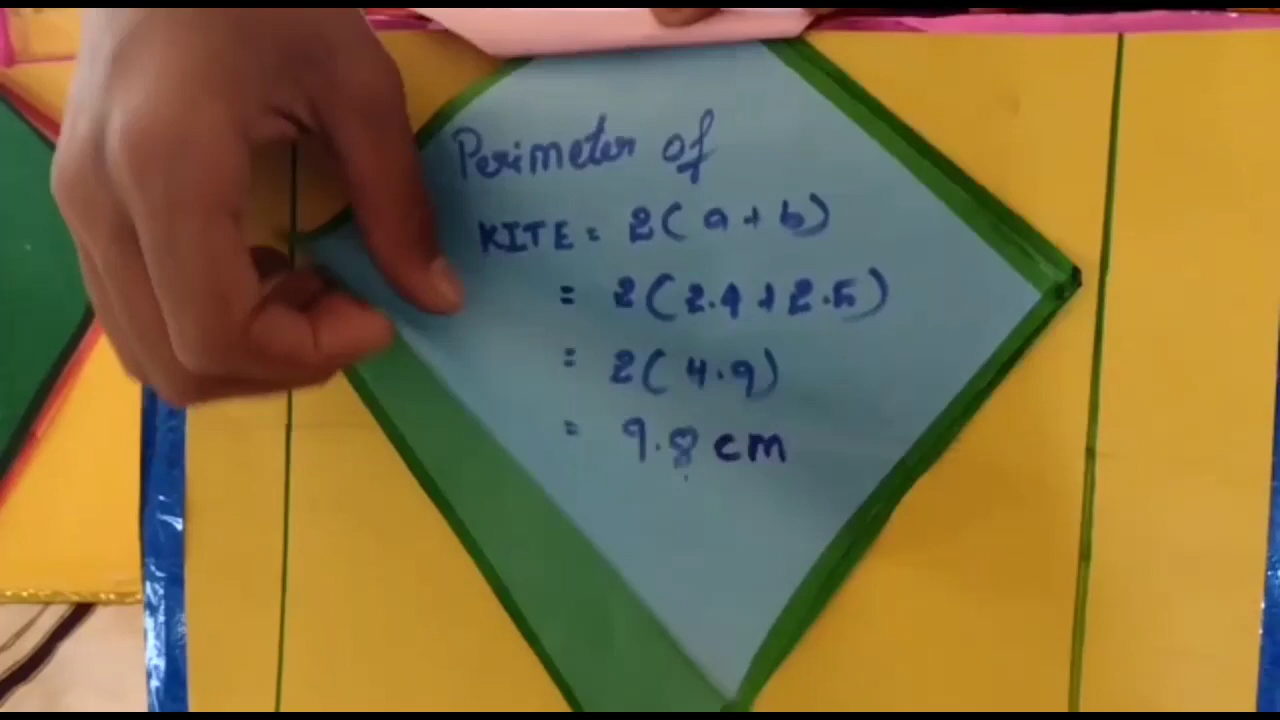 Perimeter of
KITE = 2(a+b)
= 2(2.4+2.5)
= 2(4.9)
= 9.8 cm